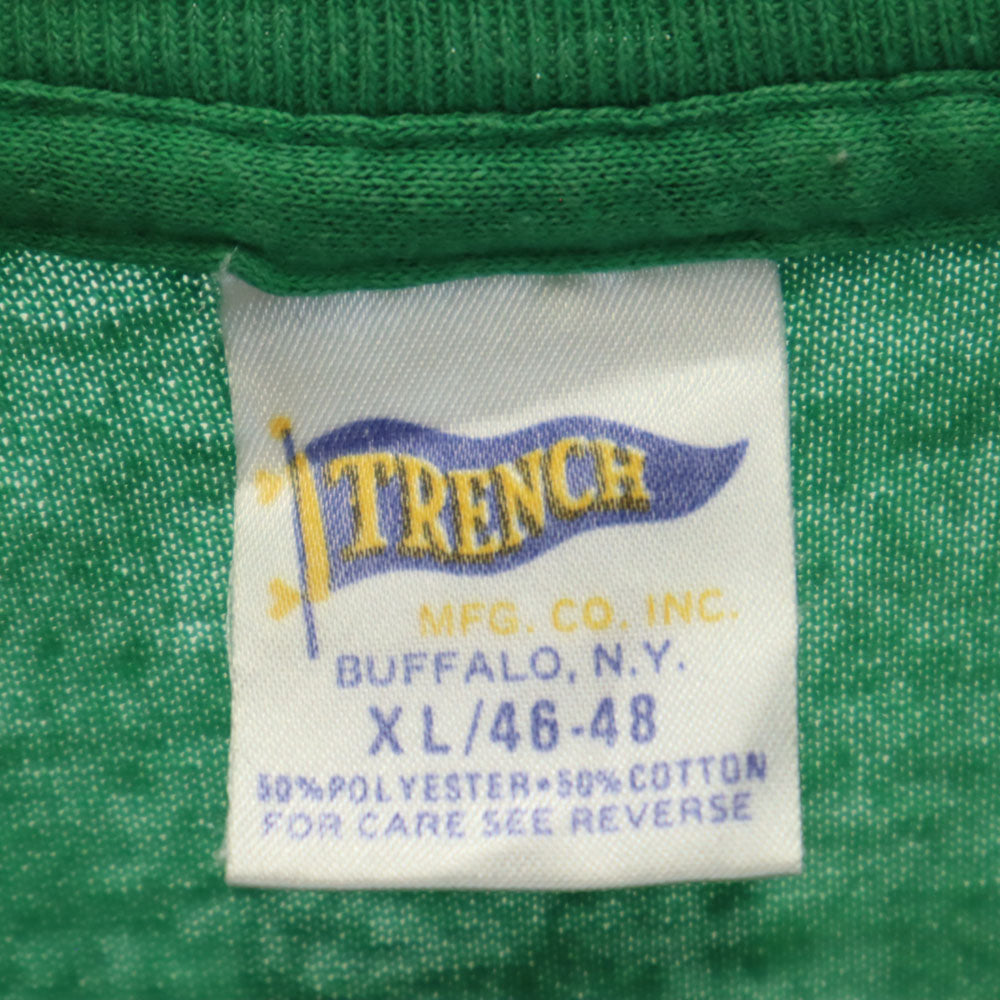 TRENCH
MFG. CO. INC.
BUFFALO, N.Y.
XL/46-48
50%POLYESTER•50%COTTON
FOR CARE SEE REVERSE